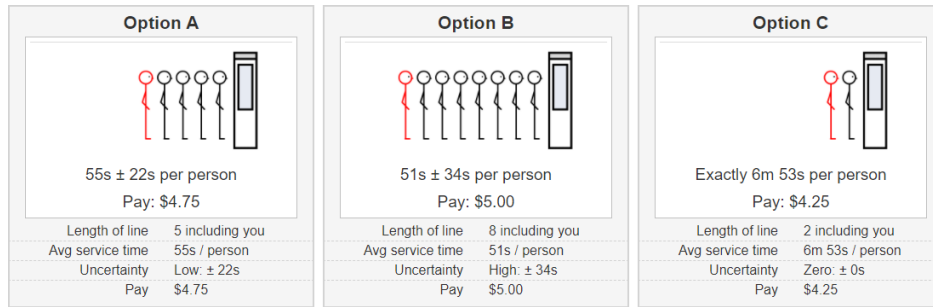 Option A
55s ± 22s per person
Pay: $4.75
Length of line 5 including you
Avg service time 55s / person
Uncertainty Low: ± 22s
Pay $4.75
Option B
51s ± 34s per person
Pay: $5.00
Length of line 8 including you
Avg service time 51s / person
Uncertainty High: ± 34s
Pay $5.00
Option C
Exactly 6m 53s per person
Pay: $4.25
Length of line 2 including you
Avg service time 6m 53s / person
Uncertainty Zero: ± 0s
Pay $4.25